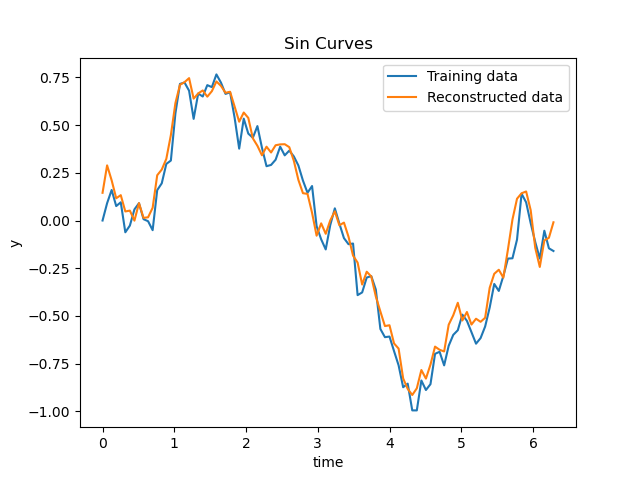 Sin Curves
Training data
Reconstructed data
0.75
0.50
0.25
0.00
−0.25
−0.50
−0.75
−1.00
y
0 1 2 3 4 5 6
time